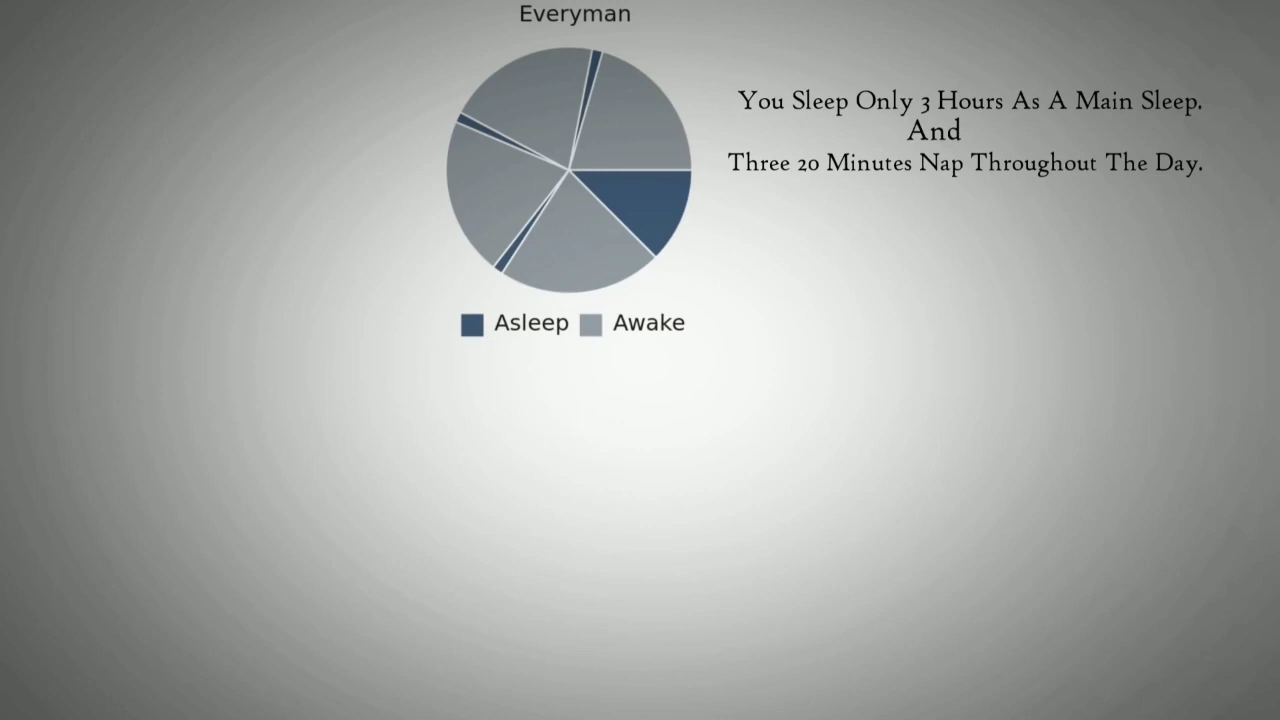 Everyman
You Sleep Only 3 Hours As A Main Sleep.
And
Three 20 Minutes Nap Throughout The Day.
Asleep Awake